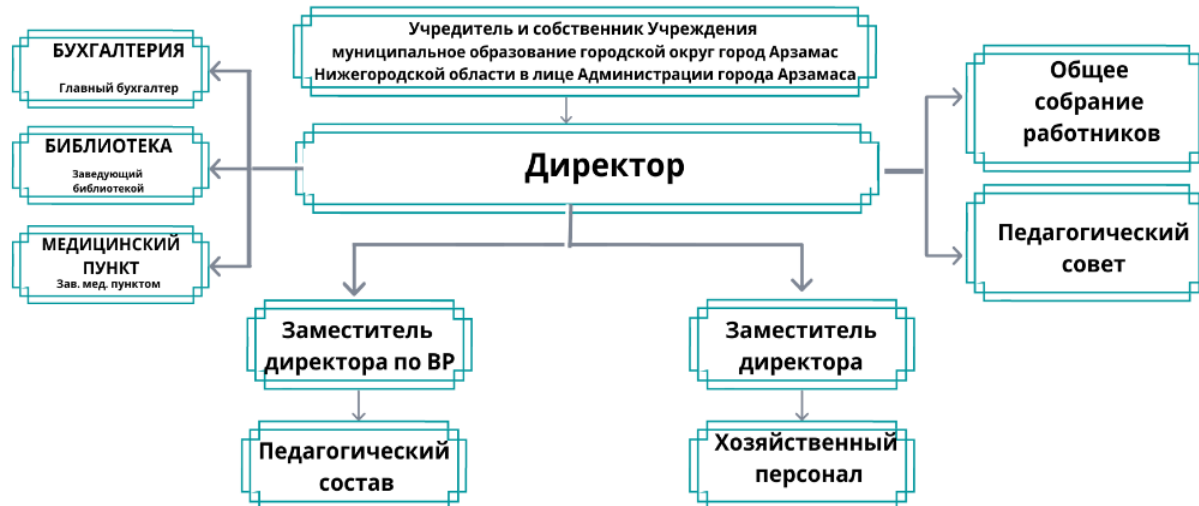 Учредитель и собственник Учреждения
муниципальное образование городской округ город Арзамас
Нижегородской области в лице Администрации города Арзамаса
БУХГАЛТЕРИЯ
Главный бухгалтер
БИБЛИОТЕКА
Заведующий
библиотекой
МЕДИЦИНСКИЙ
ПУНКТ
Зав. мед. пунктом
Директор
Общее
собрание
работников
Педагогический
совет
Заместитель
директора по ВР
Заместитель
директора
Педагогический
состав
Хозяйственный
персонал